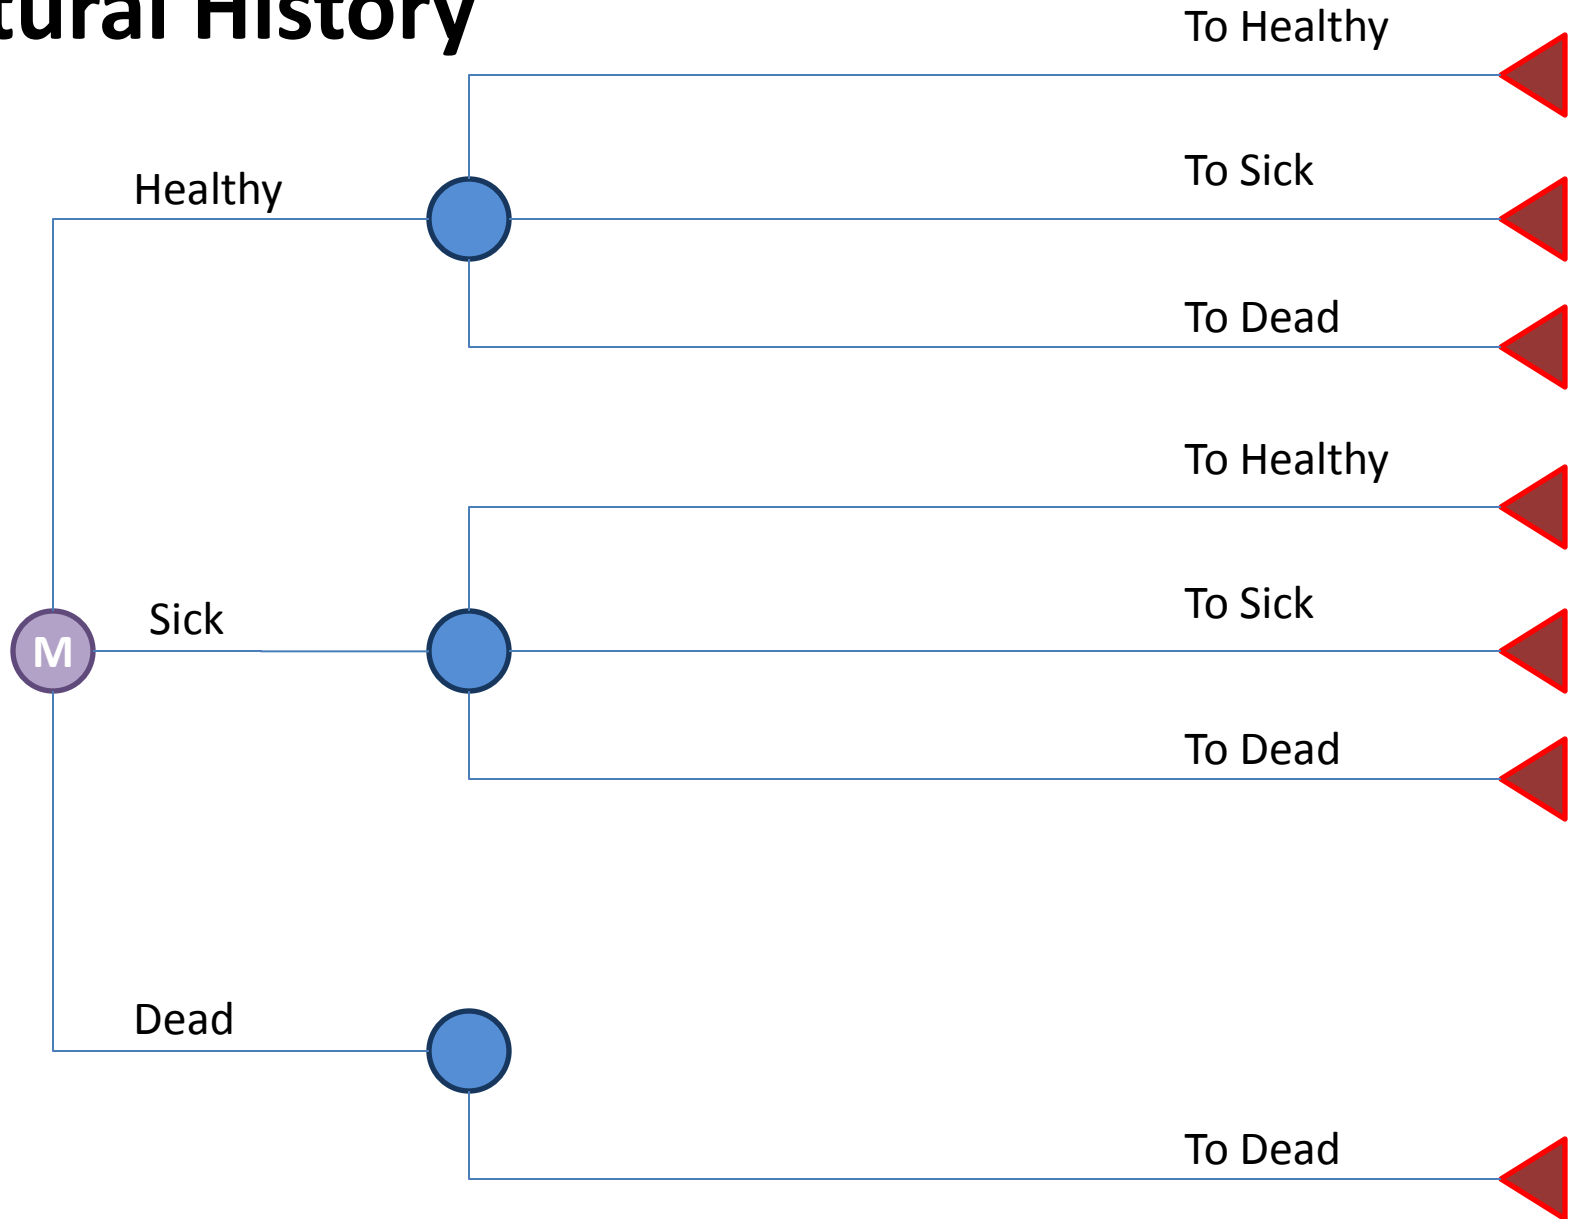 tural History
To Healthy
To Sick
Healthy
To Dead
To Healthy
To Sick
Sick
M
To Dead
Dead
To Dead